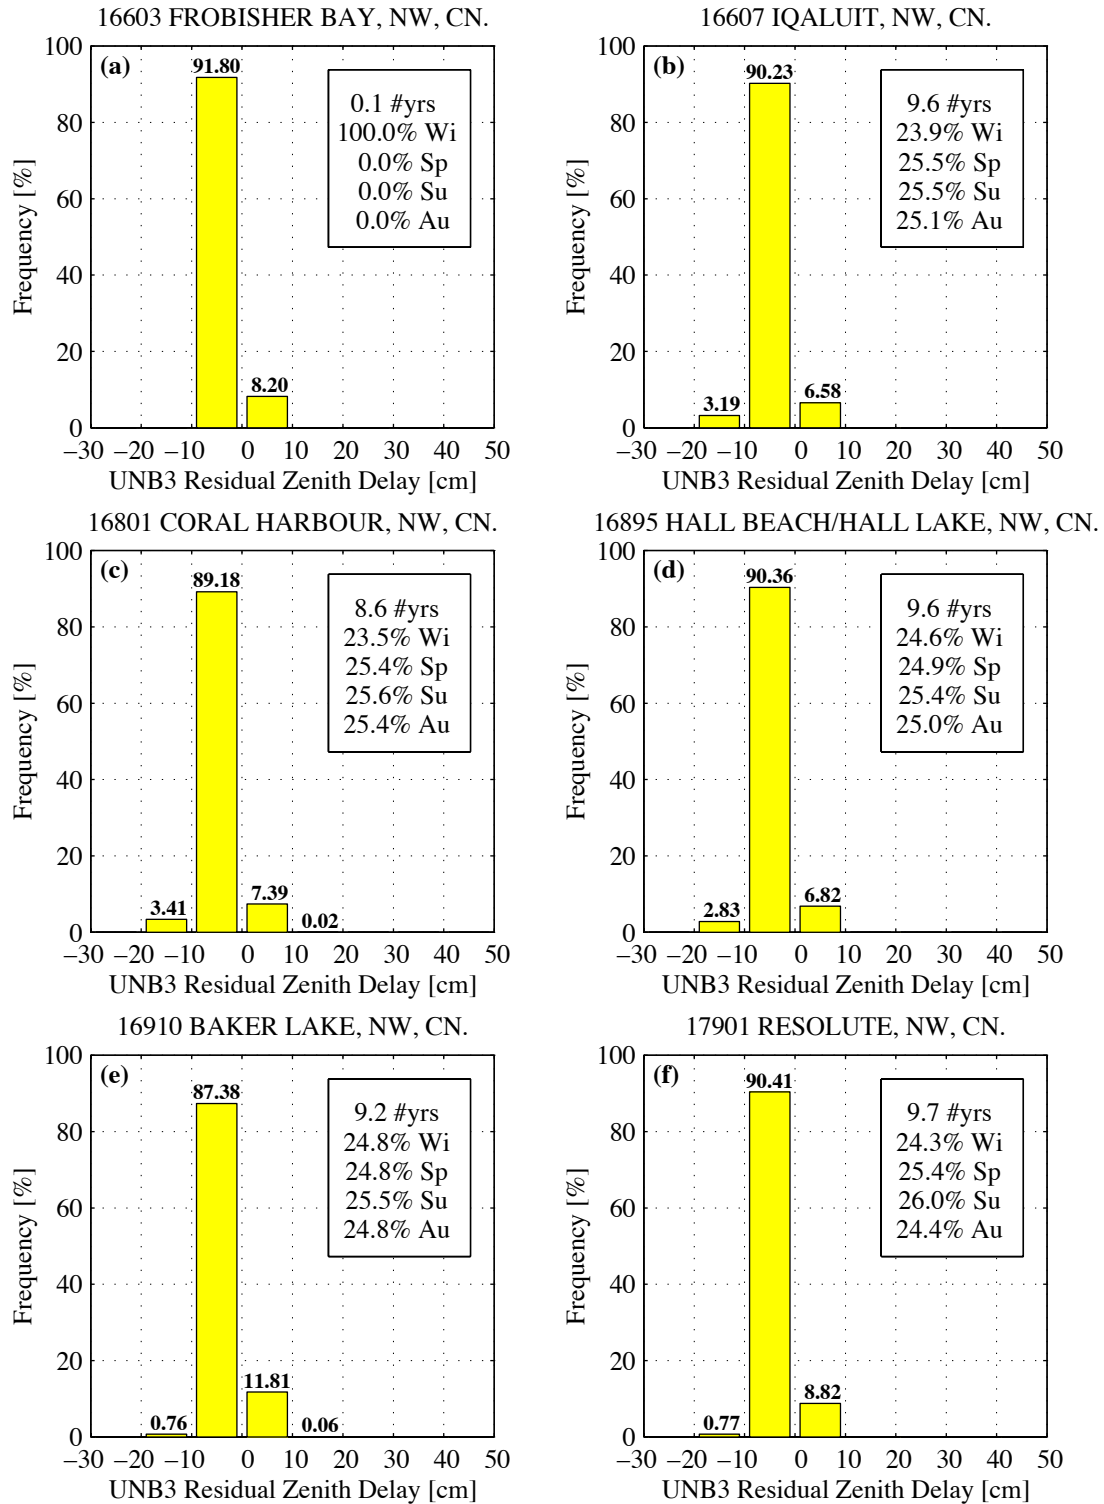 16603 FROBISHER BAY, NW, CN.
(a)
91.80
8.20
0.1 #yrs
100.0% Wi
0.0% Sp
0.0% Su
0.0% Au
Frequency [%]
100
80
60
40
20
0
−30 −20 −10 0 10 20 30 40 50
UNB3 Residual Zenith Delay [cm]
16607 IQALUIT, NW, CN.
(b)
90.23
3.19
6.58
9.6 #yrs
23.9% Wi
25.5% Sp
25.5% Su
25.1% Au
Frequency [%]
100
80
60
40
20
0
−30 −20 −10 0 10 20 30 40 50
UNB3 Residual Zenith Delay [cm]
16801 CORAL HARBOUR, NW, CN.
(c)
89.18
3.41
7.39
0.02
8.6 #yrs
23.5% Wi
25.4% Sp
25.6% Su
25.4% Au
Frequency [%]
100
80
60
40
20
0
−30 −20 −10 0 10 20 30 40 50
UNB3 Residual Zenith Delay [cm]
16895 HALL BEACH/HALL LAKE, NW, CN.
(d)
90.36
2.83
6.82
9.6 #yrs
24.6% Wi
24.9% Sp
25.4% Su
25.0% Au
Frequency [%]
100
80
60
40
20
0
−30 −20 −10 0 10 20 30 40 50
UNB3 Residual Zenith Delay [cm]
16910 BAKER LAKE, NW, CN.
(e)
87.38
0.76
11.81
0.06
9.2 #yrs
24.8% Wi
24.8% Sp
25.5% Su
24.8% Au
Frequency [%]
100
80
60
40
20
0
−30 −20 −10 0 10 20 30 40 50
UNB3 Residual Zenith Delay [cm]
17901 RESOLUTE, NW, CN.
(f)
90.41
0.77
8.82
9.7 #yrs
24.3% Wi
25.4% Sp
26.0% Su
24.4% Au
Frequency [%]
100
80
60
40
20
0
−30 −20 −10 0 10 20 30 40 50
UNB3 Residual Zenith Delay [cm]